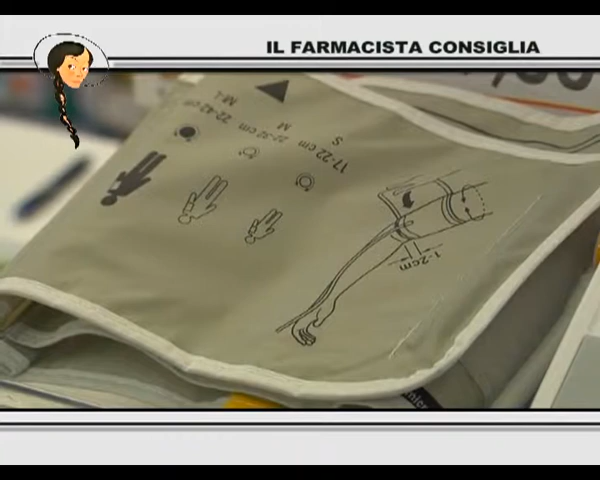 IL FARMACISTA CONSIGLIA
S
17-22 cm
M
22-32 cm
M-L
22-42 cm
1-2cm